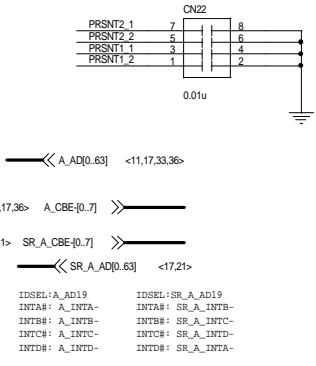 CN22
PRSNT2_1 7 8
PRSNT2_2 5 6
PRSNT1_1 3 4
PRSNT1_2 1 2
0.01u
A_AD[0..63] <11,17,33,36>
,17,36> A_CBE-[0..7]
1> SR_A_CBE-[0..7]
SR_A_AD[0..63] <17,21>
IDSEL:A_AD19 IDSEL:SR_A_AD19
INTA#: A_INTA- INTA#: SR_A_INTB-
INTB#: A_INTB- INTB#: SR_A_INTC-
INTC#: A_INTC- INTC#: SR_A_INTD-
INTD#: A_INTD- INTD#: SR_A_INTA-